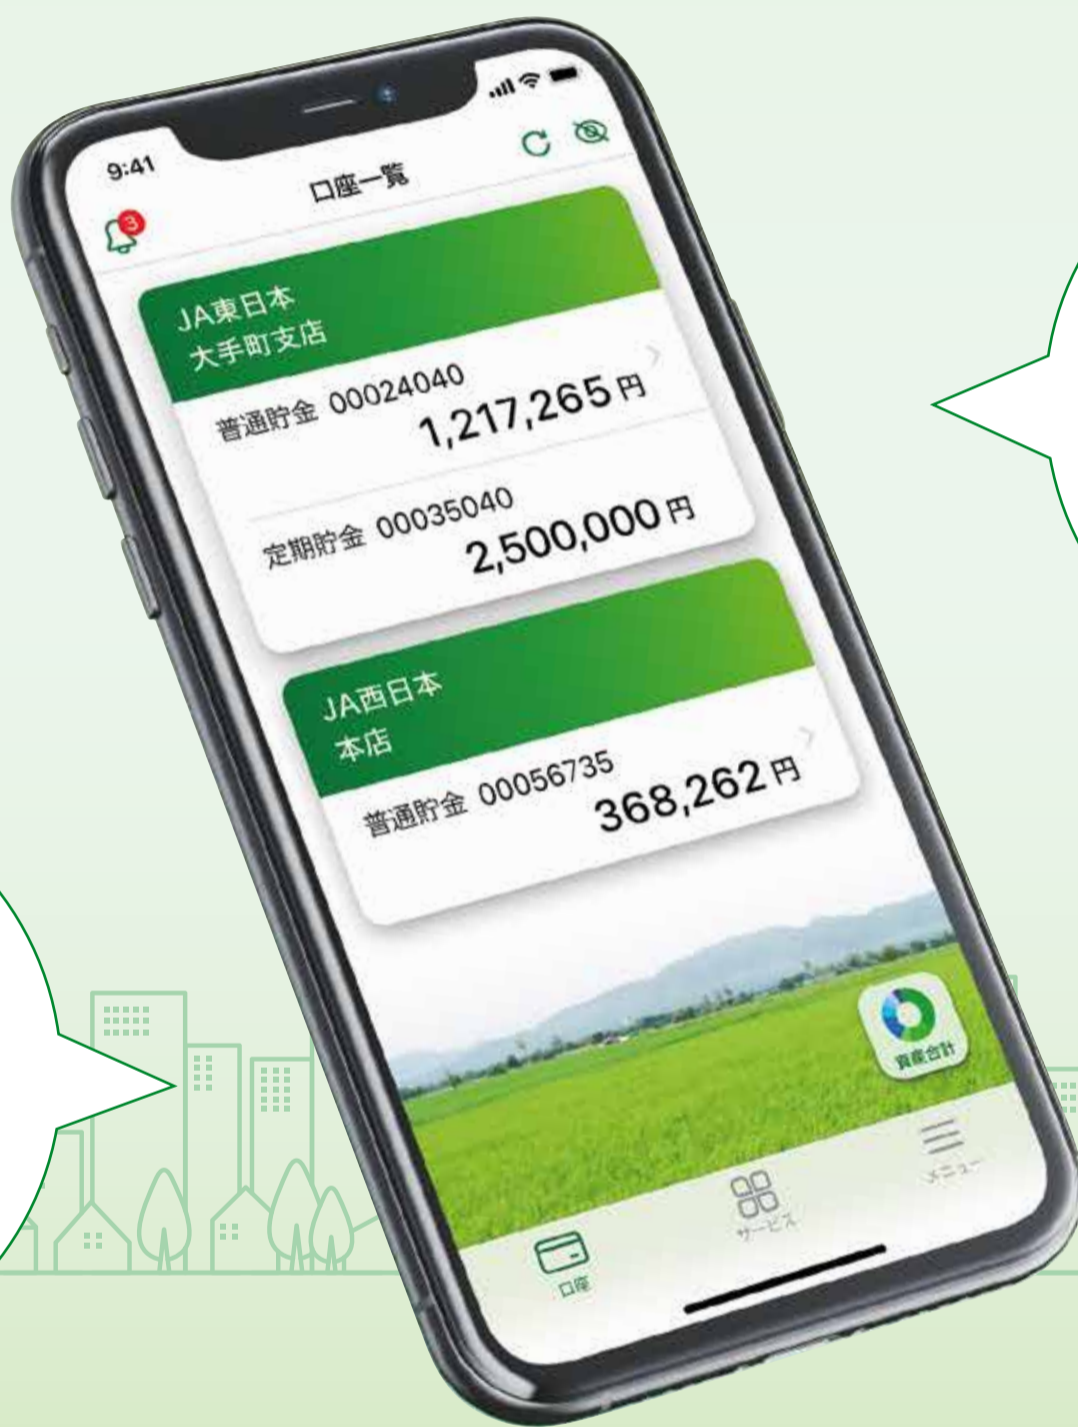 9:41
口座一覧
3
JA東日本
大手町支店
普通貯金 00024040
1,217,265円
定期貯金 00035040
2,500,000円
JA西日本
本店
普通貯金 00056735
368,262円
資産合計
口座
サービス
メニュー